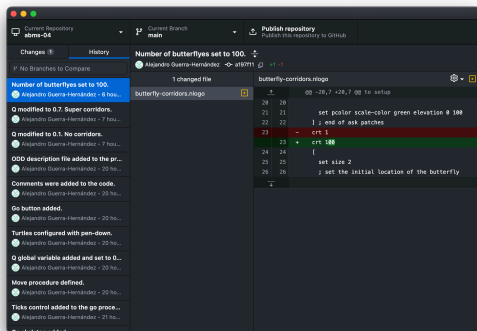 Current Repository
abms-04
Current Branch
main
Publish repository
Publish this repository to GitHub
Changes 1
History
No Branches to Compare
Number of butterflyes set to 100.
Alejandro Guerra-Hernández • 6 hou...
Q modified to 0.7. Super corridors.
Alejandro Guerra-Hernández • 7 hou...
Q modified to 0.1. No corridors.
Alejandro Guerra-Hernández • 7 hou...
ODD description file added to the pr...
Alejandro Guerra-Hernández • 20 ho...
Comments were added to the code.
Alejandro Guerra-Hernández • 20 ho...
Go button added.
Alejandro Guerra-Hernández • 20 ho...
Turtles configured with pen-down.
Alejandro Guerra-Hernández • 20 ho...
Q global variable added and set to 0...
Alejandro Guerra-Hernández • 20 ho...
Move procedure defined.
Alejandro Guerra-Hernández • 20 ho...
Ticks control added to the go proce...
Alejandro Guerra-Hernández • 21 ho...
Number of butterflyes set to 100.
Alejandro Guerra-Hernández a197f11 +1 -1
1 changed file
butterfly-corridors.nlogo
butterfly-corridors.nlogo
@@ -20,7 +20,7 @@ to setup
20 20
21 21 set pcolor scale-color green elevation 0 100
22 22 ] ; end of ask patches
23 - crt 1
23 + crt 100
24 24 [
25 25 set size 2
26 26 ; set the initial location of the butterfly